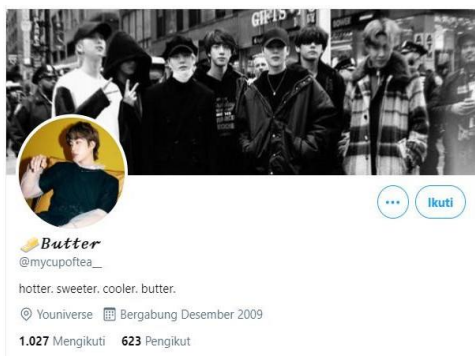 GIFTS
Ikuti
Butter
@mycupoftea__
hotter. sweeter. cooler. butter.
Youniverse Bergabung Desember 2009
1.027 Mengikuti 623 Pengikut